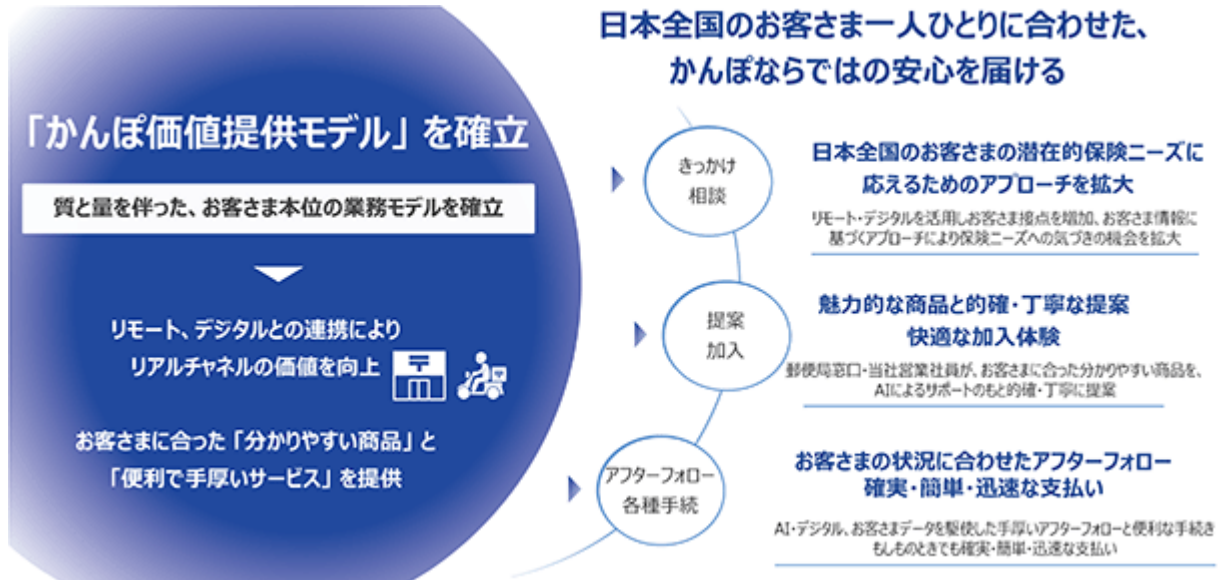 「かんぽ価値提供モデル」を確立
質と量を伴った、お客さま本位の業務モデルを確立
リモート、デジタルとの連携により
リアルチャネルの価値を向上
お客さまに合った「分かりやすい商品」と
「便利で手厚いサービス」を提供
日本全国のお客さま一人ひとりに合わせた、
かんぽならではの安心を届ける
きっかけ
相談
日本全国のお客さまの潜在的保険ニーズに
応えるためのアプローチを拡大
リモート・デジタルを活用しお客さま接点を増加、お客さま情報に
基づくアプローチにより保険ニーズへの気づきの機会を拡大
提案
加入
魅力的な商品と的確・丁寧な提案
快適な加入体験
郵便局窓口・当社営業社員が、お客さまに合った分かりやすい商品を、
AIによるサポートのもと的確・丁寧に提案
アフターフォロー
各種手続
お客さまの状況に合わせたアフターフォロー
確実・簡単・迅速な支払い
AI・デジタル、お客さまデータを駆使した手厚いアフターフォローと便利な手続き
もしものときでも確実・簡単・迅速な支払い